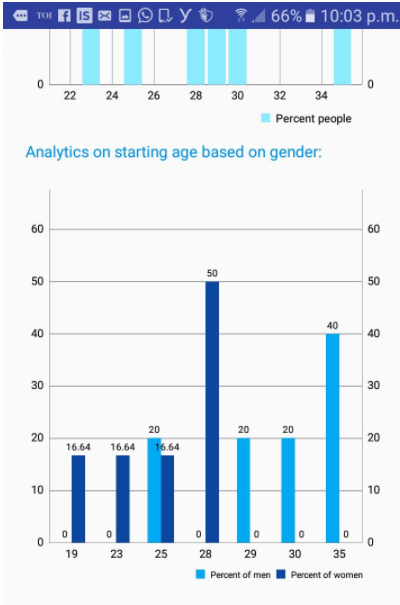 TOI IS 66% 10:03 p.m.
0 0
22 24 26 28 30 32 34
Percent people
Analytics on starting age based on gender:
60 60
50 50
50
40 40
40
30 30
20 20 20
20 20
16.64 16.64 16.64
10 10
0 0 0 0 0 0 0 0 0
19 23 25 28 29 30 35
Percent of men Percent of women